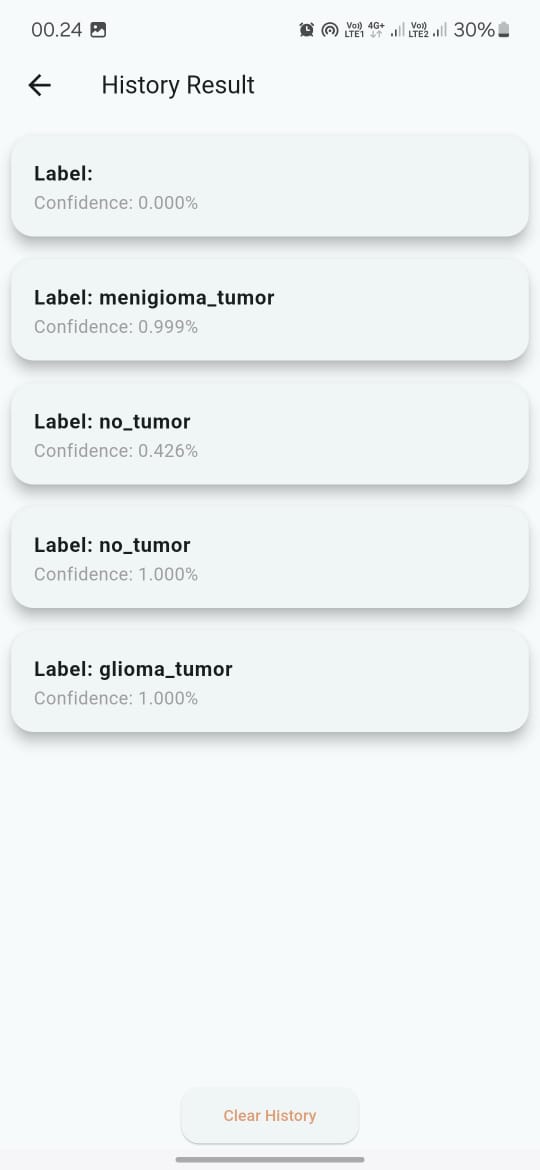 00.24 Vo)) 4G+ Vo)) 30%
LTE1 LTE2
History Result
Label:
Confidence: 0.000%
Label: menigioma_tumor
Confidence: 0.999%
Label: no_tumor
Confidence: 0.426%
Label: no_tumor
Confidence: 1.000%
Label: glioma_tumor
Confidence: 1.000%
Clear History